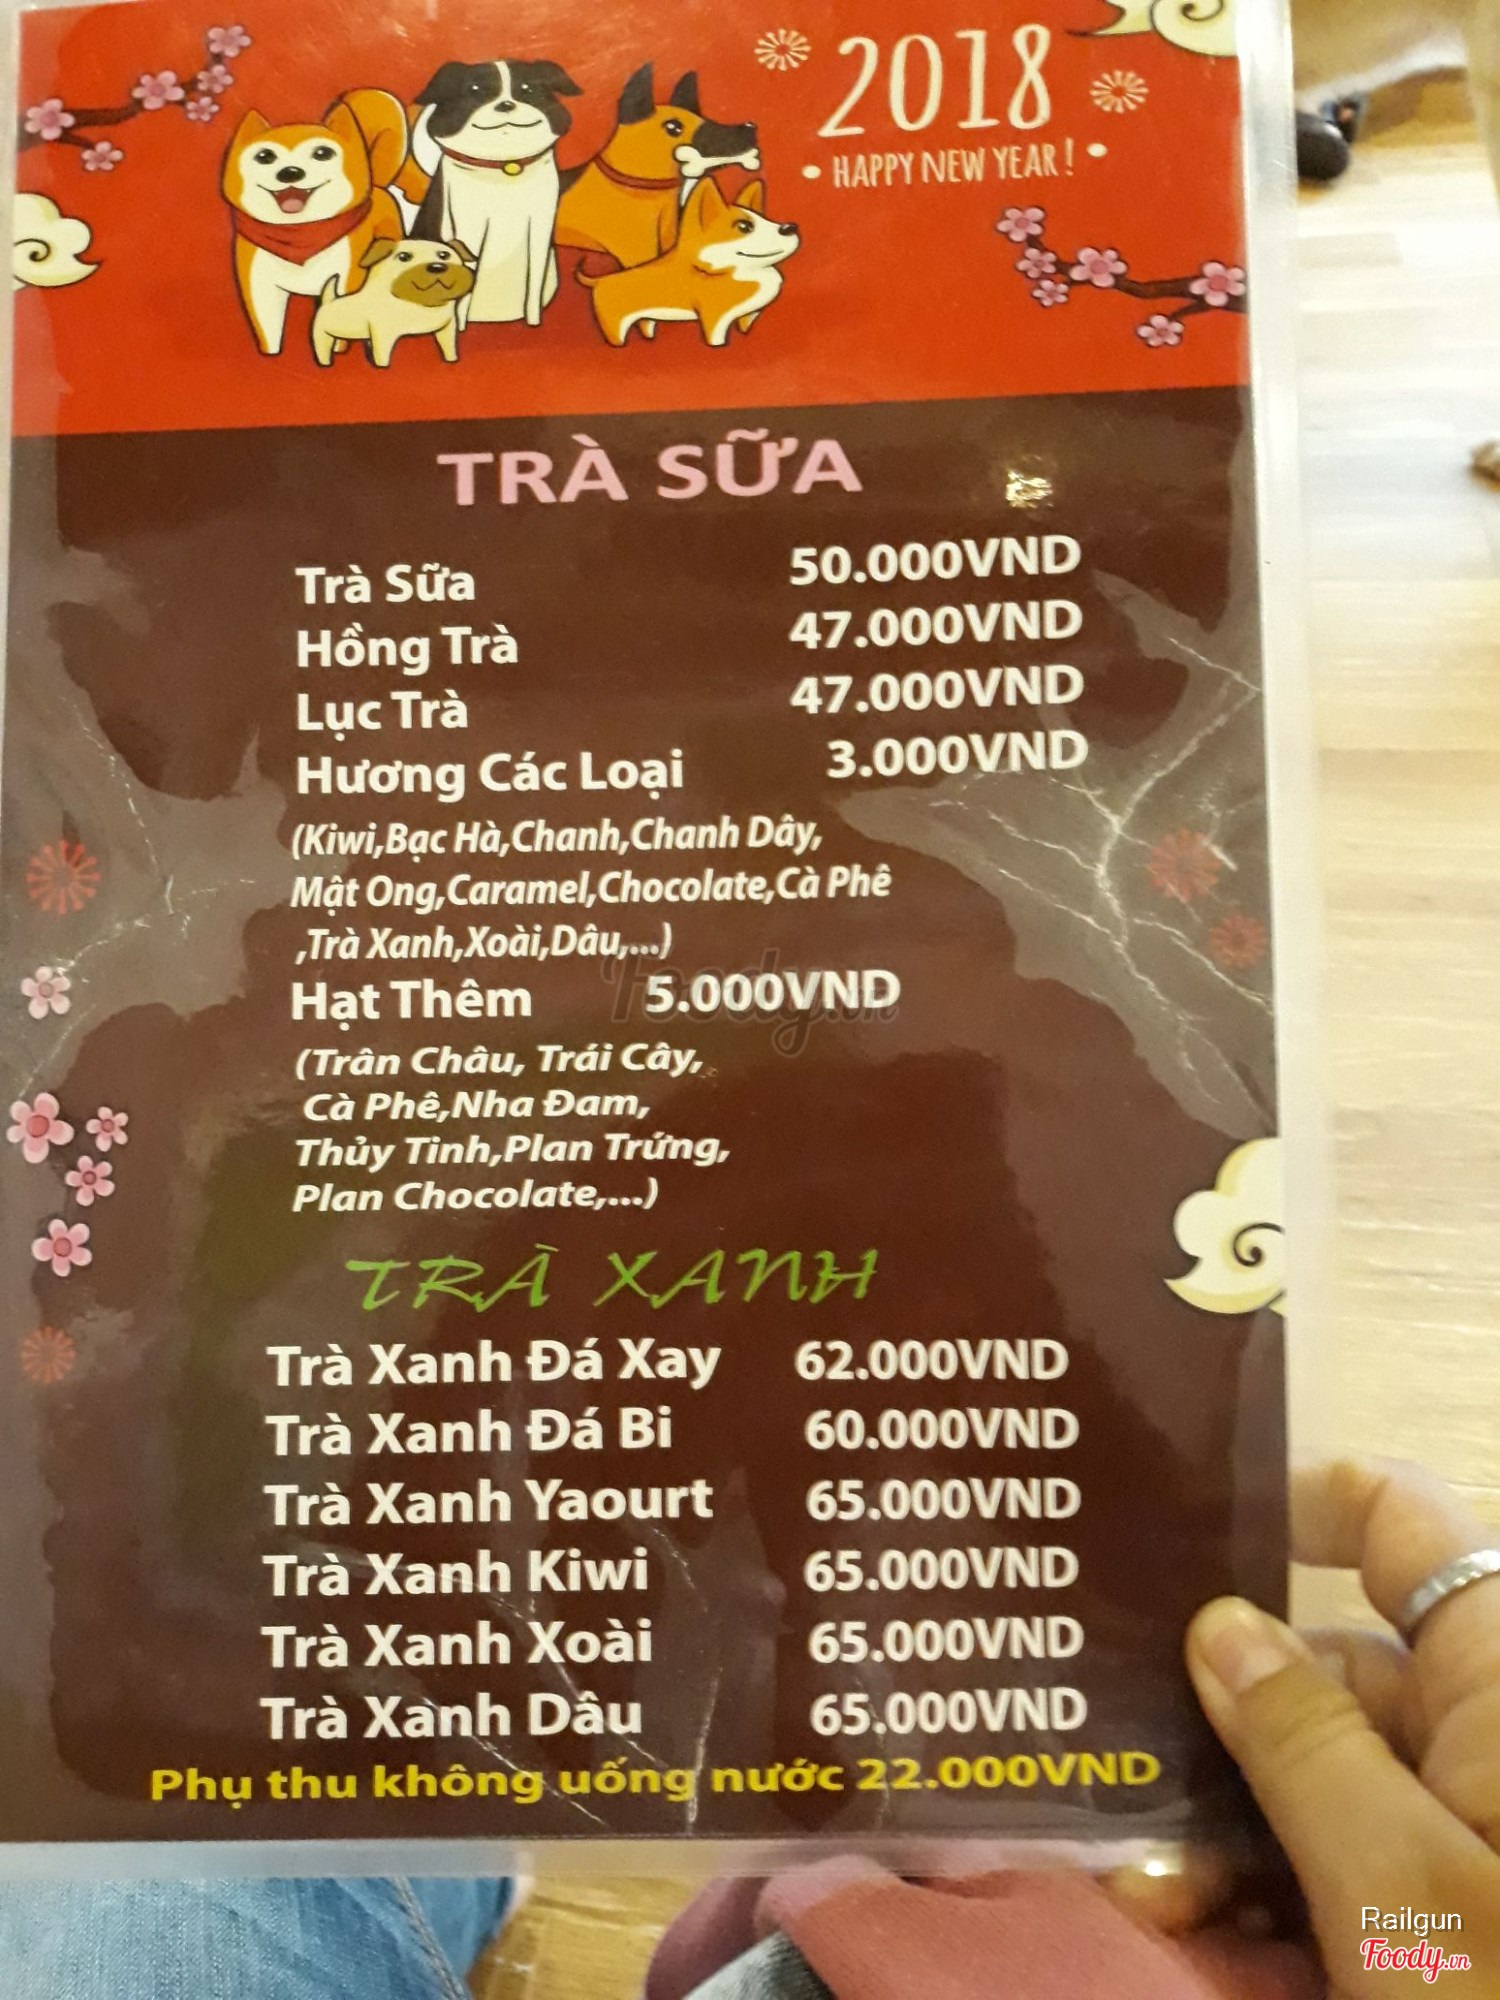 2018
• HAPPY NEW YEAR! •
TRÀ SỮA
Trà Sữa 50.000VND
Hồng Trà 47.000VND
Lục Trà 47.000VND
Hương Các Loại 3.000VND
(Kiwi,Bạc Hà,Chanh,Chanh Dây,
Mật Ong,Caramel,Chocolate,Cà Phê
,Trà Xanh,Xoài,Dâu,...)
Hạt Thêm 5.000VND
Foody.vn
(Trân Châu, Trái Cây,
Cà Phê,Nha Đam,
Thủy Tinh,Plan Trứng,
Plan Chocolate,...)
TRÀ XANH
Trà Xanh Đá Xay 62.000VND
Trà Xanh Đá Bi 60.000VND
Trà Xanh Yaourt 65.000VND
Trà Xanh Kiwi 65.000VND
Trà Xanh Xoài 65.000VND
Trà Xanh Dâu 65.000VND
Phụ thu không uống nước 22.000VND
Railgun
Foody.vn